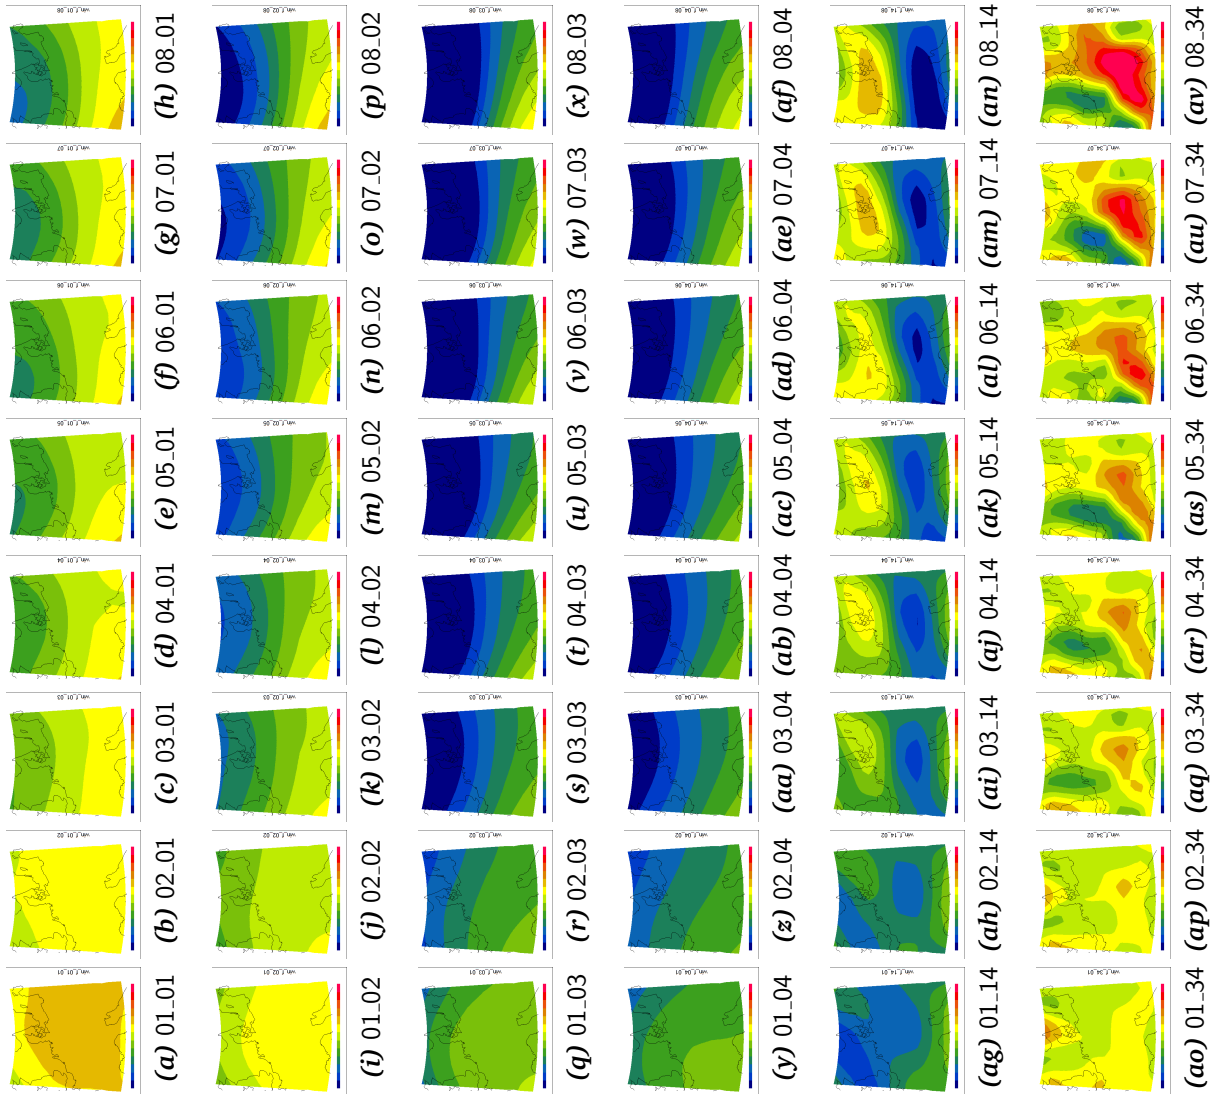 (a) 01_01
(b) 02_01
(c) 03_01
(d) 04_01
(e) 05_01
(f) 06_01
(g) 07_01
(h) 08_01
(i) 01_02
(j) 02_02
(k) 03_02
(l) 04_02
(m) 05_02
(n) 06_02
(o) 07_02
(p) 08_02
(q) 01_03
(r) 02_03
(s) 03_03
(t) 04_03
(u) 05_03
(v) 06_03
(w) 07_03
(x) 08_03
(y) 01_04
(z) 02_04
(aa) 03_04
(ab) 04_04
(ac) 05_04
(ad) 06_04
(ae) 07_04
(af) 08_04
(ag) 01_14
(ah) 02_14
(ai) 03_14
(aj) 04_14
(ak) 05_14
(al) 06_14
(am) 07_14
(an) 08_14
(ao) 01_34
(ap) 02_34
(aq) 03_34
(ar) 04_34
(as) 05_34
(at) 06_34
(au) 07_34
(av) 08_34